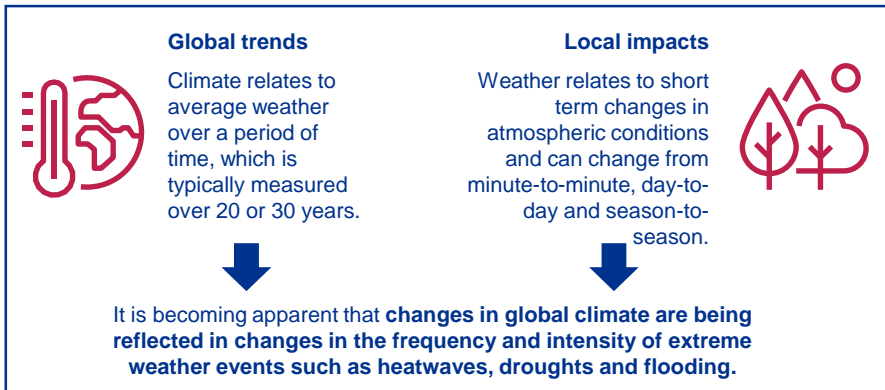 Global trends
Climate relates to
average weather
over a period of
time, which is
typically measured
over 20 or 30 years.
Local impacts
Weather relates to short
term changes in
atmospheric conditions
and can change from
minute-to-minute, day-to-
day and season-to-
season.
It is becoming apparent that changes in global climate are being
reflected in changes in the frequency and intensity of extreme
weather events such as heatwaves, droughts and flooding.